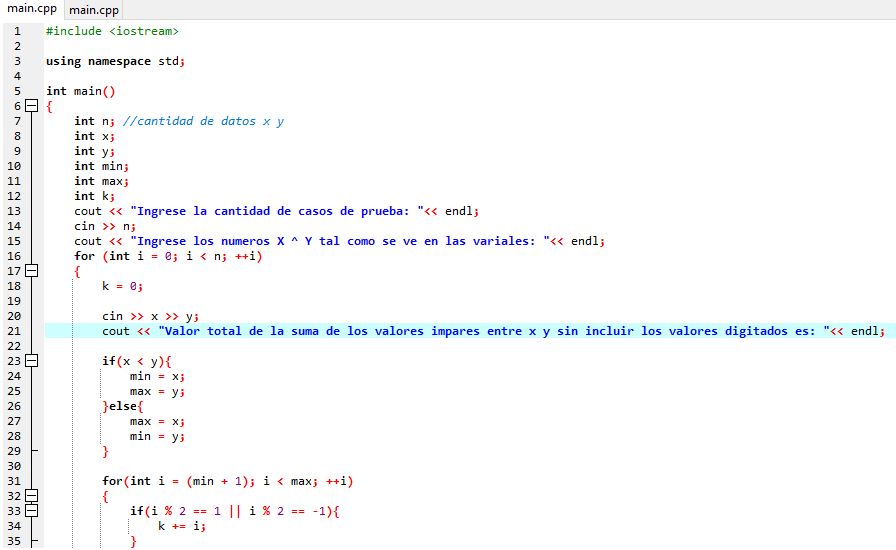 main.cpp main.cpp
1 #include <iostream>
2
3 using namespace std;
4
5 int main()
6 {
7 int n; //cantidad de datos x y
8 int x;
9 int y;
10 int min;
11 int max;
12 int k;
13 cout << "Ingrese la cantidad de casos de prueba: "<< endl;
14 cin >> n;
15 cout << "Ingrese los numeros X ^ Y tal como se ve en las variales: "<< endl;
16 for (int i = 0; i < n; ++i)
17 {
18 k = 0;
19
20 cin >> x >> y;
21 cout << "Valor total de la suma de los valores impares entre x y sin incluir los valores digitados es: "<< endl;
22
23 if(x < y){
24 min = x;
25 max = y;
26 }else{
27 max = x;
28 min = y;
29 }
30
31 for(int i = (min + 1); i < max; ++i)
32 {
33 if(i % 2 == 1 || i % 2 == -1){
34 k += i;
35 }